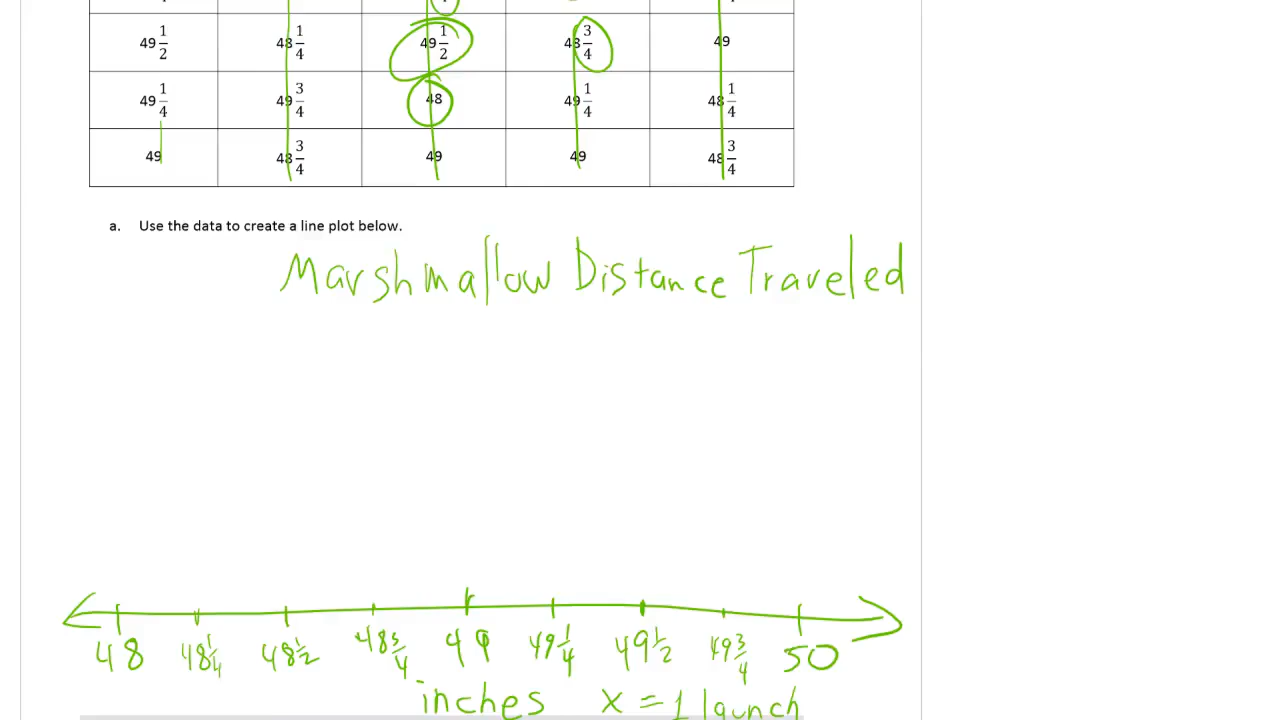 49 1/2 48 1/4 49 1/2 48 3/4 49
49 1/4 49 3/4 48 49 1/4 48 1/4
49 48 3/4 49 49 48 3/4
a. Use the data to create a line plot below.
Marshmallow Distance Traveled
48 48 1/4 48 1/2 48 3/4 49 49 1/4 49 1/2 49 3/4 50
inches x = 1 launch